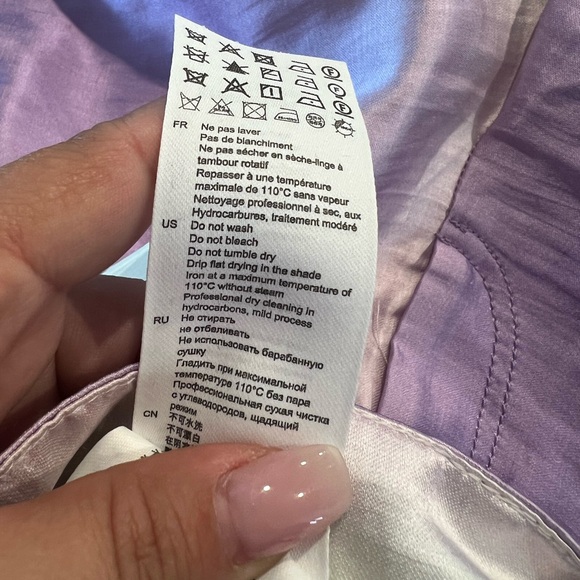 FR Ne pas laver
Pas de blanchiment
Ne pas sécher en sèche-linge à
tambour rotatif
Repasser à une température
maximale de 110°C sans vapeur
Nettoyage professionnel à sec, aux
Hydrocarbures, traitement modéré
US Do not wash
Do not bleach
Do not tumble dry
Drip flat drying in the shade
Iron at a maximum temperature of
110°C without steam
Professional dry cleaning in
hydrocarbons, mild process
RU Не стирать
не отбеливать
Не использовать барабанную
сушку
Гладить при максимальной
температуре 110°C без пара
Профессиональная сухая чистка
с углеводородов, щадящий
режим
CN 不可水洗
不可漂白